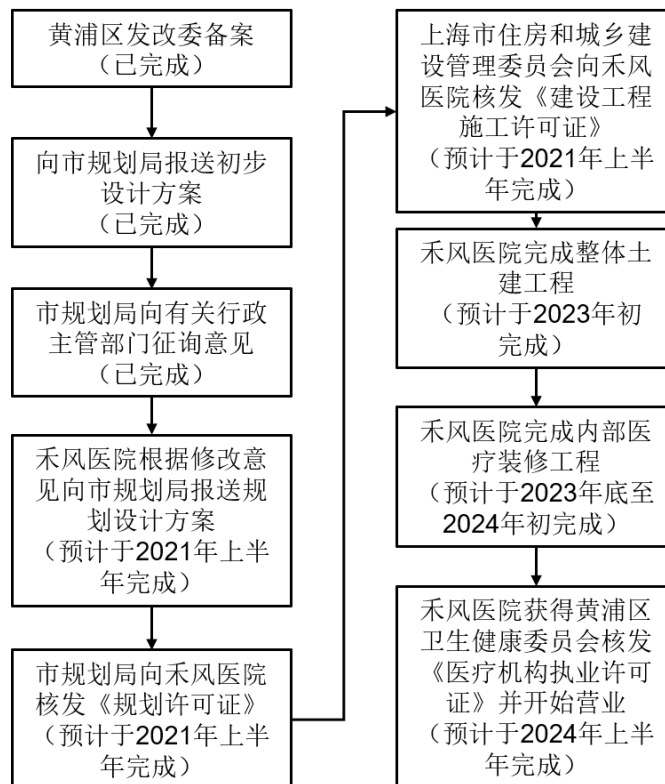 黄浦区发改委备案
（已完成）
向市规划局报送初步
设计方案
（已完成）
市规划局向有关行政
主管部门征询意见
（已完成）
禾风医院根据修改意
见向市规划局报送规
划设计方案
（预计于2021年上半
年完成）
市规划局向禾风医院
核发《规划许可证》
（预计于2021年上半
年完成）
上海市住房和城乡建
设管理委员会向禾风
医院核发《建设工程
施工许可证》
（预计于2021年上半
年完成）
禾风医院完成整体土
建工程
（预计于2023年初
完成）
禾风医院完成内部医
疗装修工程
（预计于2023年底至
2024年初完成）
禾风医院获得黄浦区
卫生健康委员会核发
《医疗机构执业许可
证》并开始营业
（预计于2024年上半
年完成）